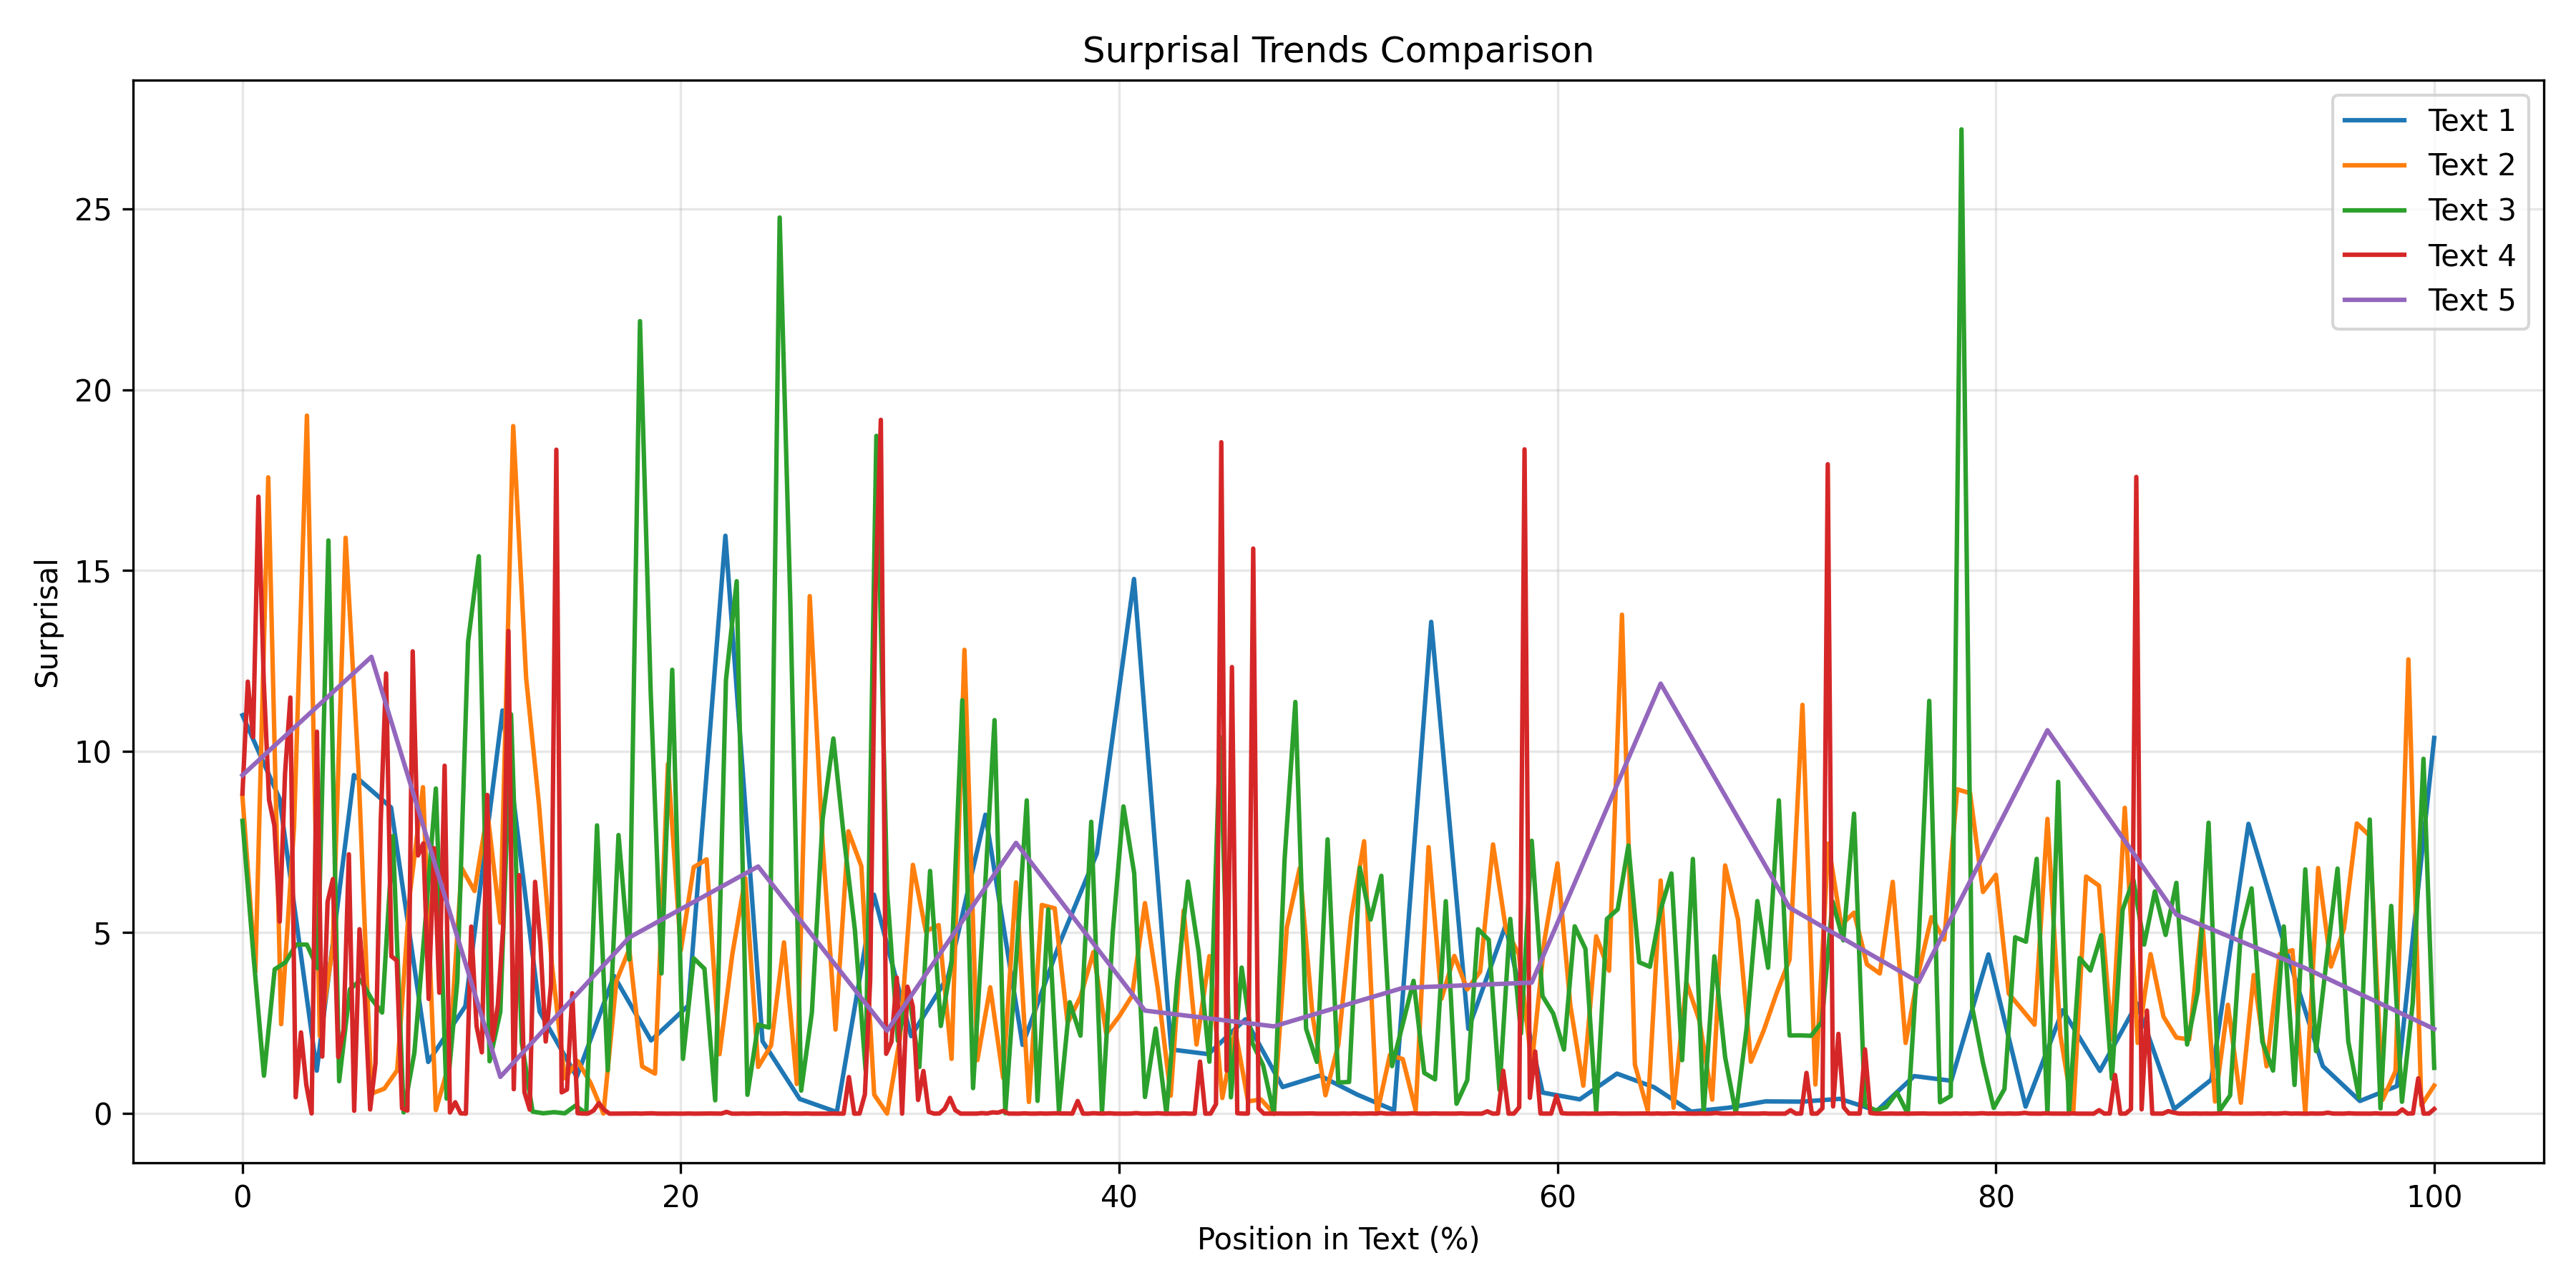 Surprisal Trends Comparison
Text 1
Text 2
Text 3
Text 4
Text 5
25
20
15
10
5
0
Surprisal
0 20 40 60 80 100
Position in Text (%)